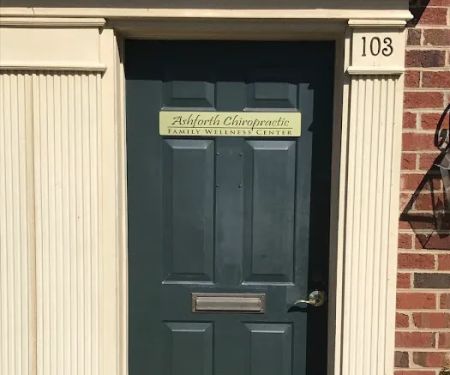 103
Ashforth Chiropractic
FAMILY WELLNESS CENTER